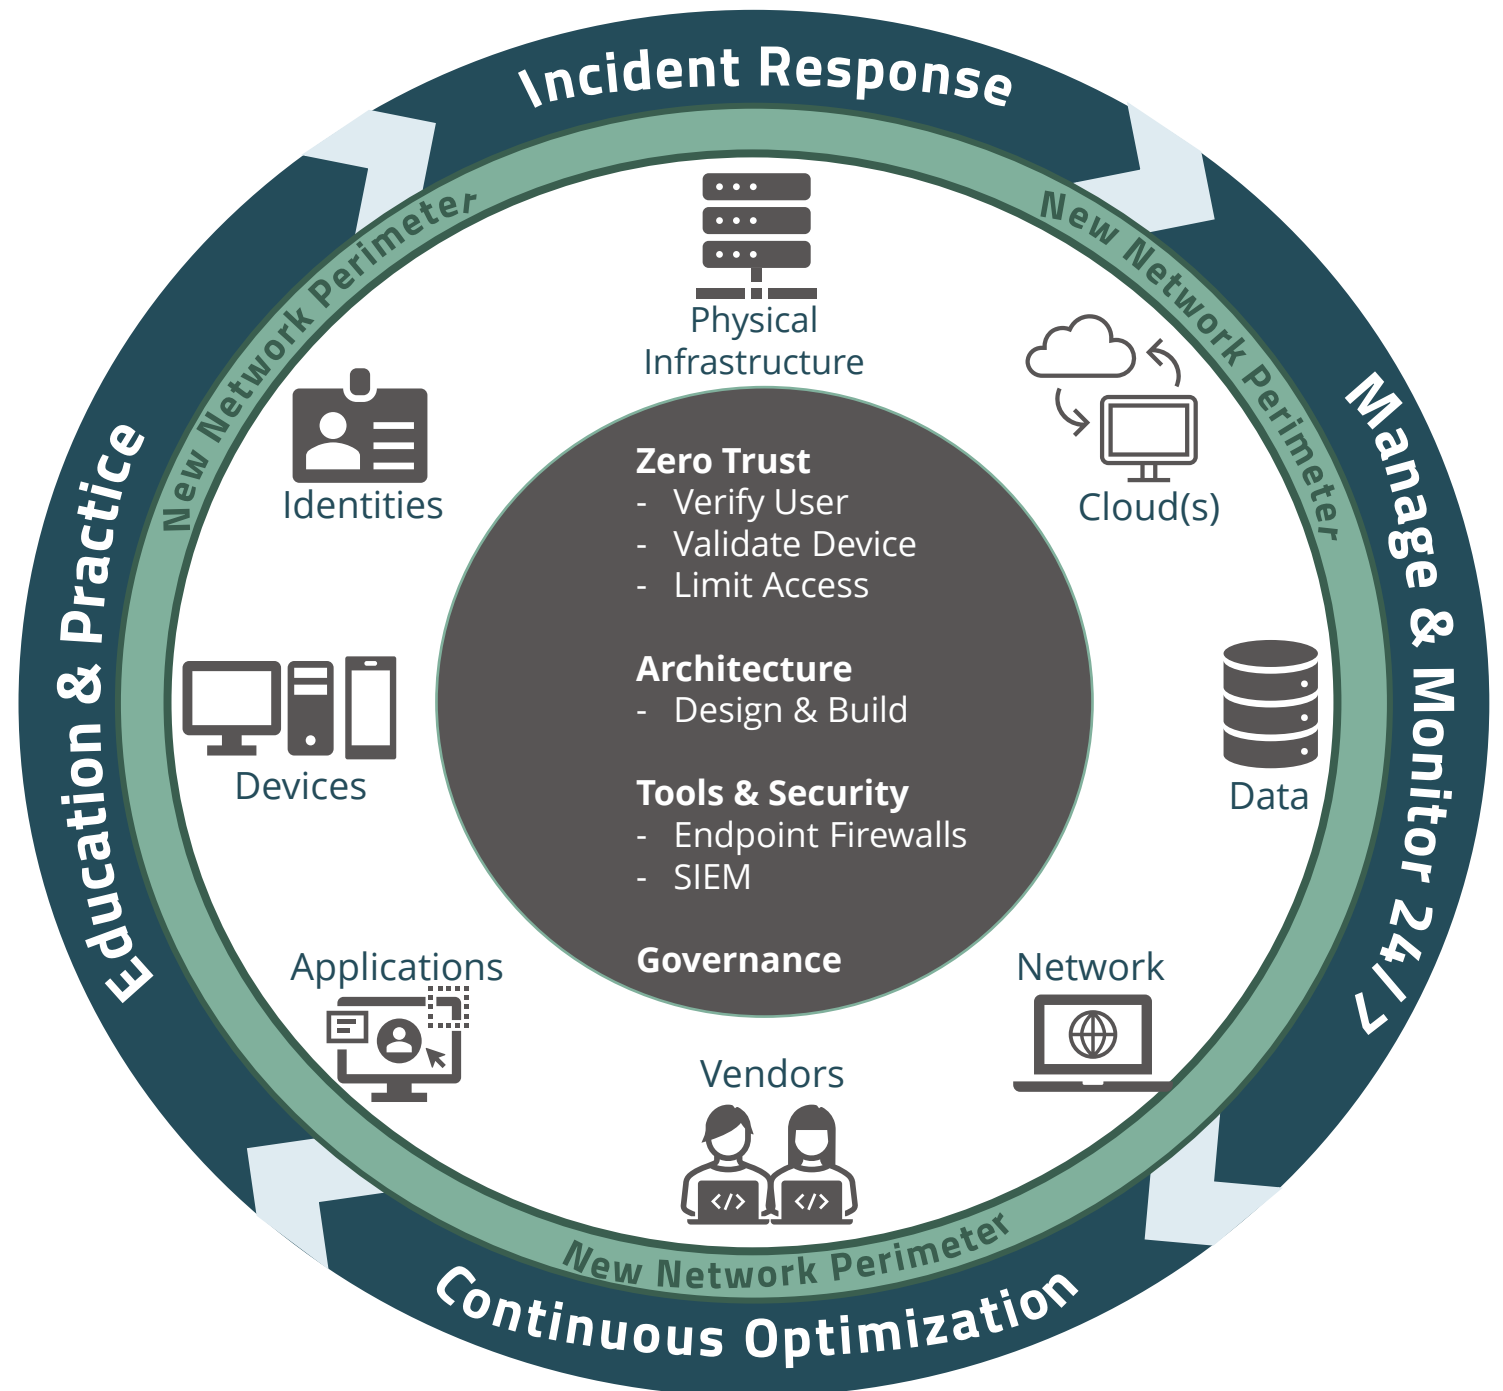 Incident Response
New Network Perimeter
New Network Perimeter
Physical
Infrastructure
Identities
Cloud(s)
Education & Practice
Manage & Monitor 24/7
Zero Trust
- Verify User
- Validate Device
- Limit Access
Architecture
- Design & Build
Tools & Security
- Endpoint Firewalls
- SIEM
Governance
Devices
Data
Applications
Network
Vendors
</>
</>
New Network Perimeter
Continuous Optimization